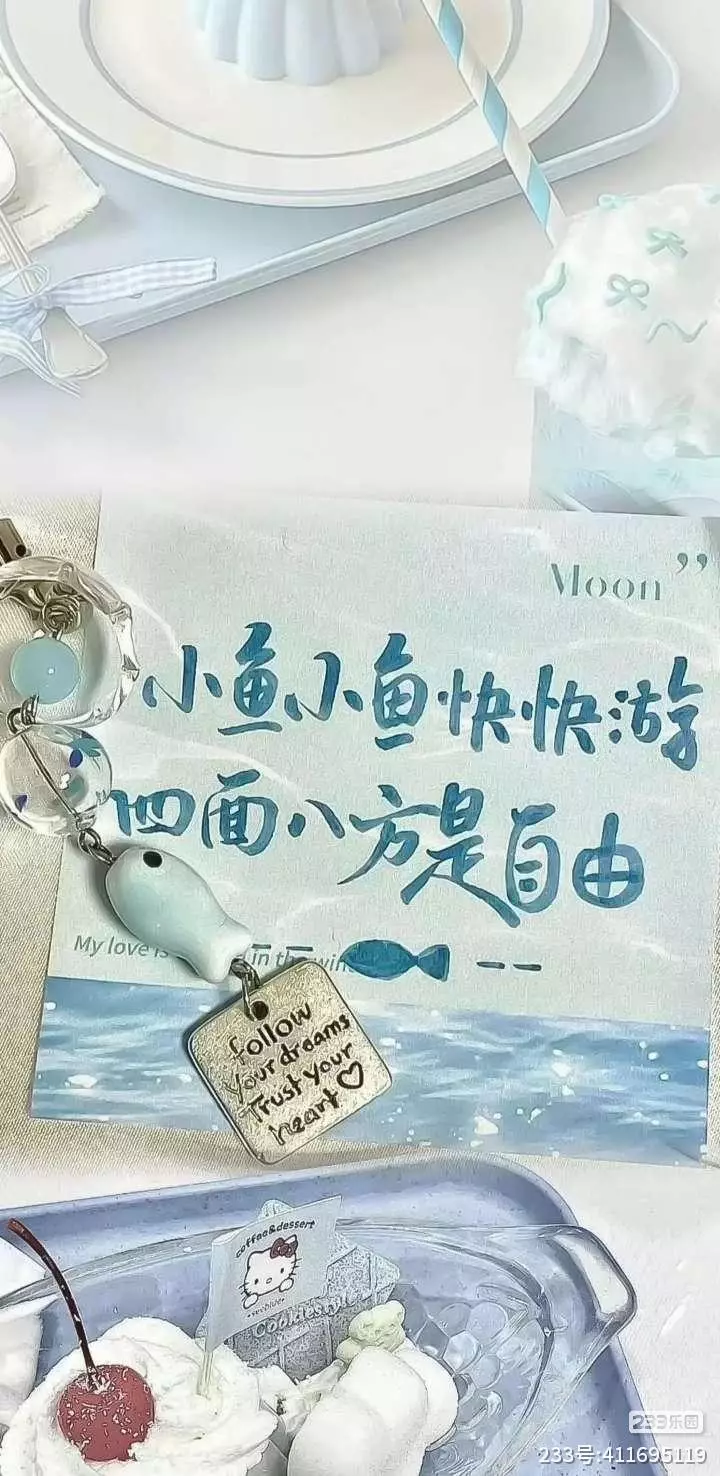 Moon”
小鱼小鱼快快游
四面八方是自由
My love is in the wind
follow
your dreams
Trust your
heart
coffee&dessert
Cookiestyle
233乐园
233号:411695119